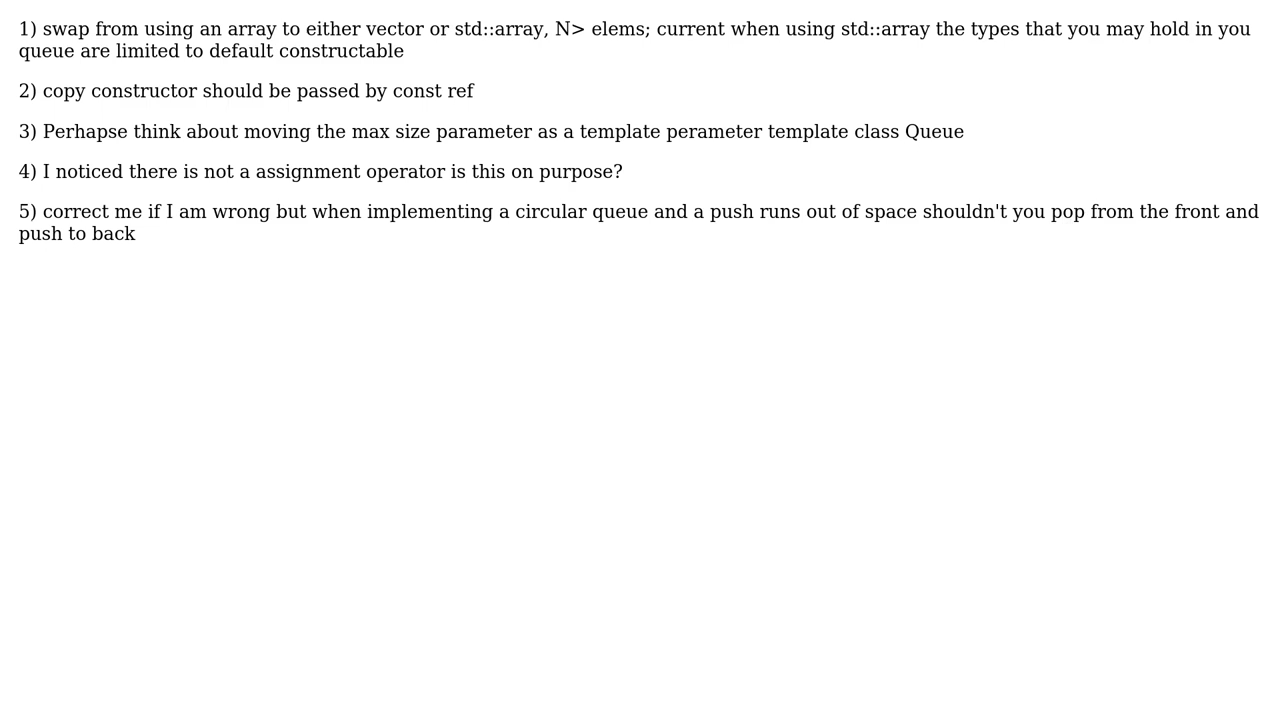 1) swap from using an array to either vector or std::array, N> elems; current when using std::array the types that you may hold in you
queue are limited to default constructable
2) copy constructor should be passed by const ref
3) Perhapse think about moving the max size parameter as a template perameter template class Queue
4) I noticed there is not a assignment operator is this on purpose?
5) correct me if I am wrong but when implementing a circular queue and a push runs out of space shouldn't you pop from the front and
push to back